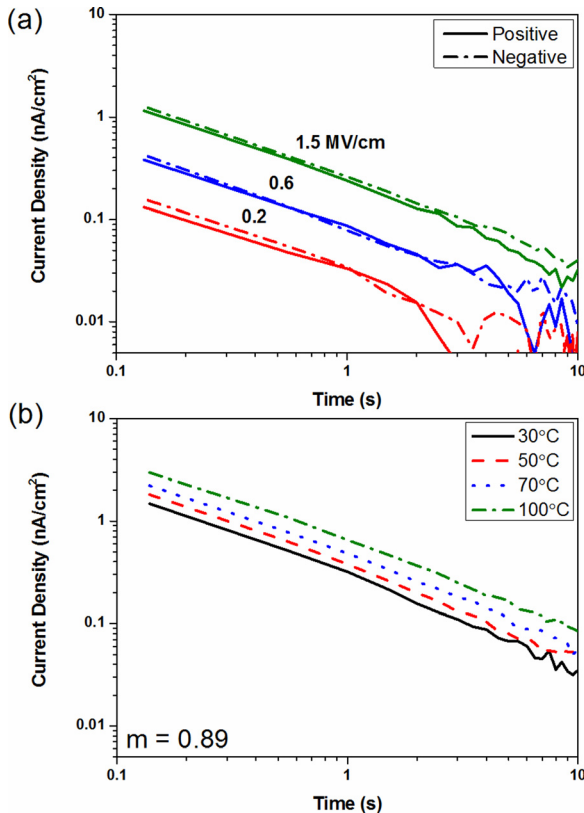 (a)
10
Positive
Negative
1
1.5 MV/cm
0.6
0.1
0.2
0.01
Current Density (nA/cm²)
0.1
1
10
Time (s)
(b)
10
30°C
50°C
70°C
100°C
1
0.1
0.01
Current Density (nA/cm²)
m = 0.89
0.1
1
10
Time (s)